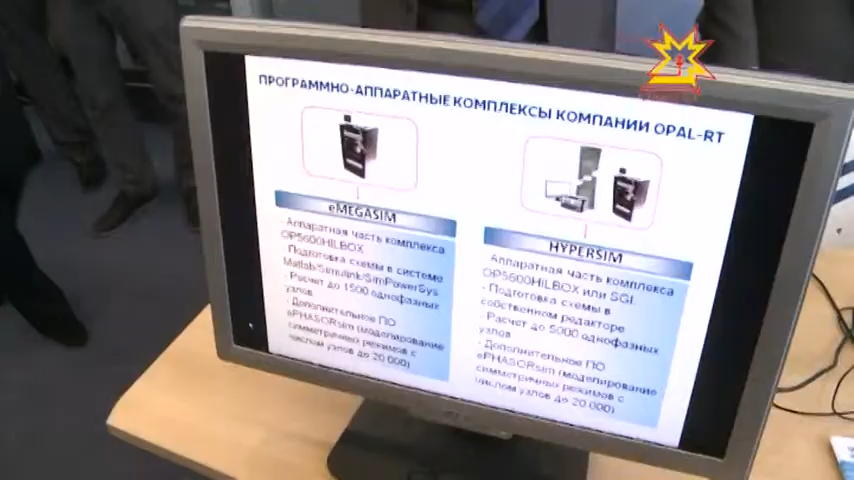 ПРОГРАММНО-АППАРАТНЫЕ КОМПЛЕКСЫ КОМПАНИИ OPAL-RT
eMEGASIM
- Аппаратная часть комплекса
OP5600HILBOX
- Подготовка схемы в системе
Matlab/Simulink/SimPowerSys
- Расчет до 1500 однофазных
узлов
- Дополнительное ПО
ePHASORsim (моделирование
симметричных режимов с
числом узлов до 20 000)
HYPERSIM
- Аппаратная часть комплекса
OP5600HILBOX или SGI
- Подготовка схемы в
собственном редакторе
- Расчет до 5000 однофазных
узлов
- Дополнительное ПО
ePHASORsim (моделирование
симметричных режимов с
числом узлов до 20 000)